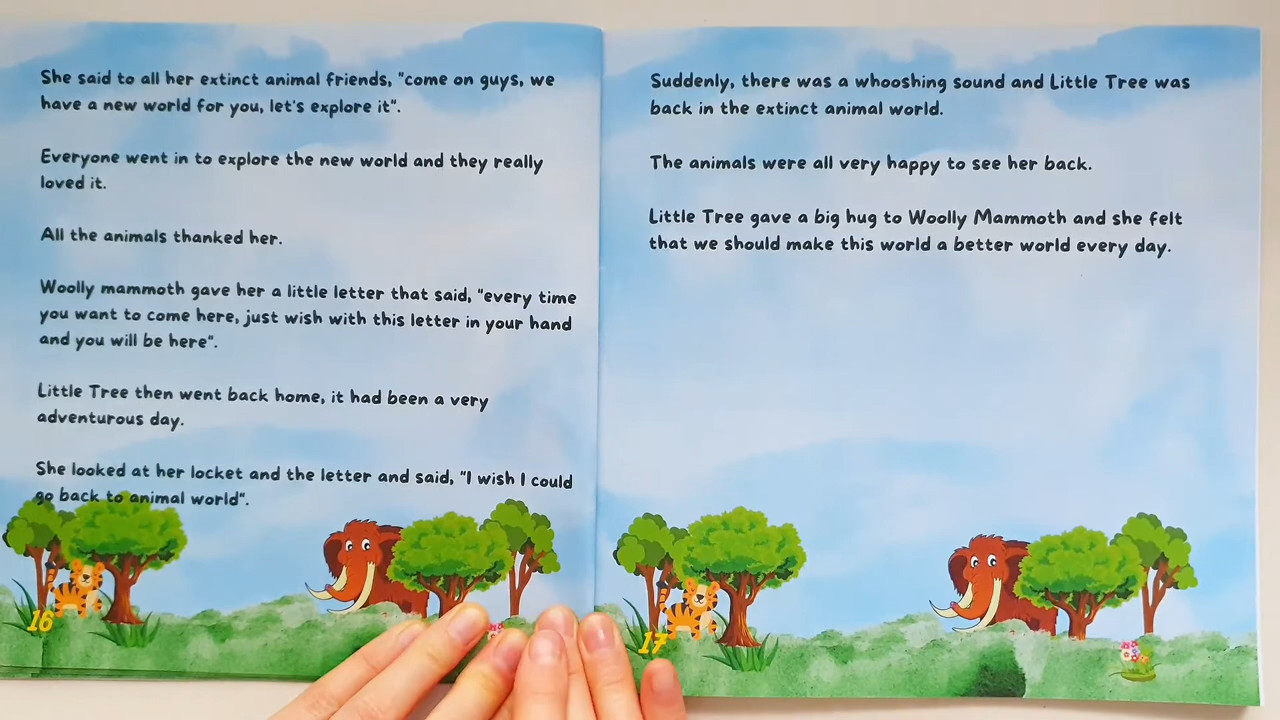 She said to all her extinct animal friends, "come on guys, we
have a new world for you, let's explore it".
Everyone went in to explore the new world and they really
loved it.
All the animals thanked her.
Woolly mammoth gave her a little letter that said, "every time
you want to come here, just wish with this letter in your hand
and you will be here".
Little Tree then went back home, it had been a very
adventurous day.
She looked at her locket and the letter and said, "I wish I could
go back to animal world".
16
Suddenly, there was a whooshing sound and Little Tree was
back in the extinct animal world.
The animals were all very happy to see her back.
Little Tree gave a big hug to Woolly Mammoth and she felt
that we should make this world a better world every day.
17